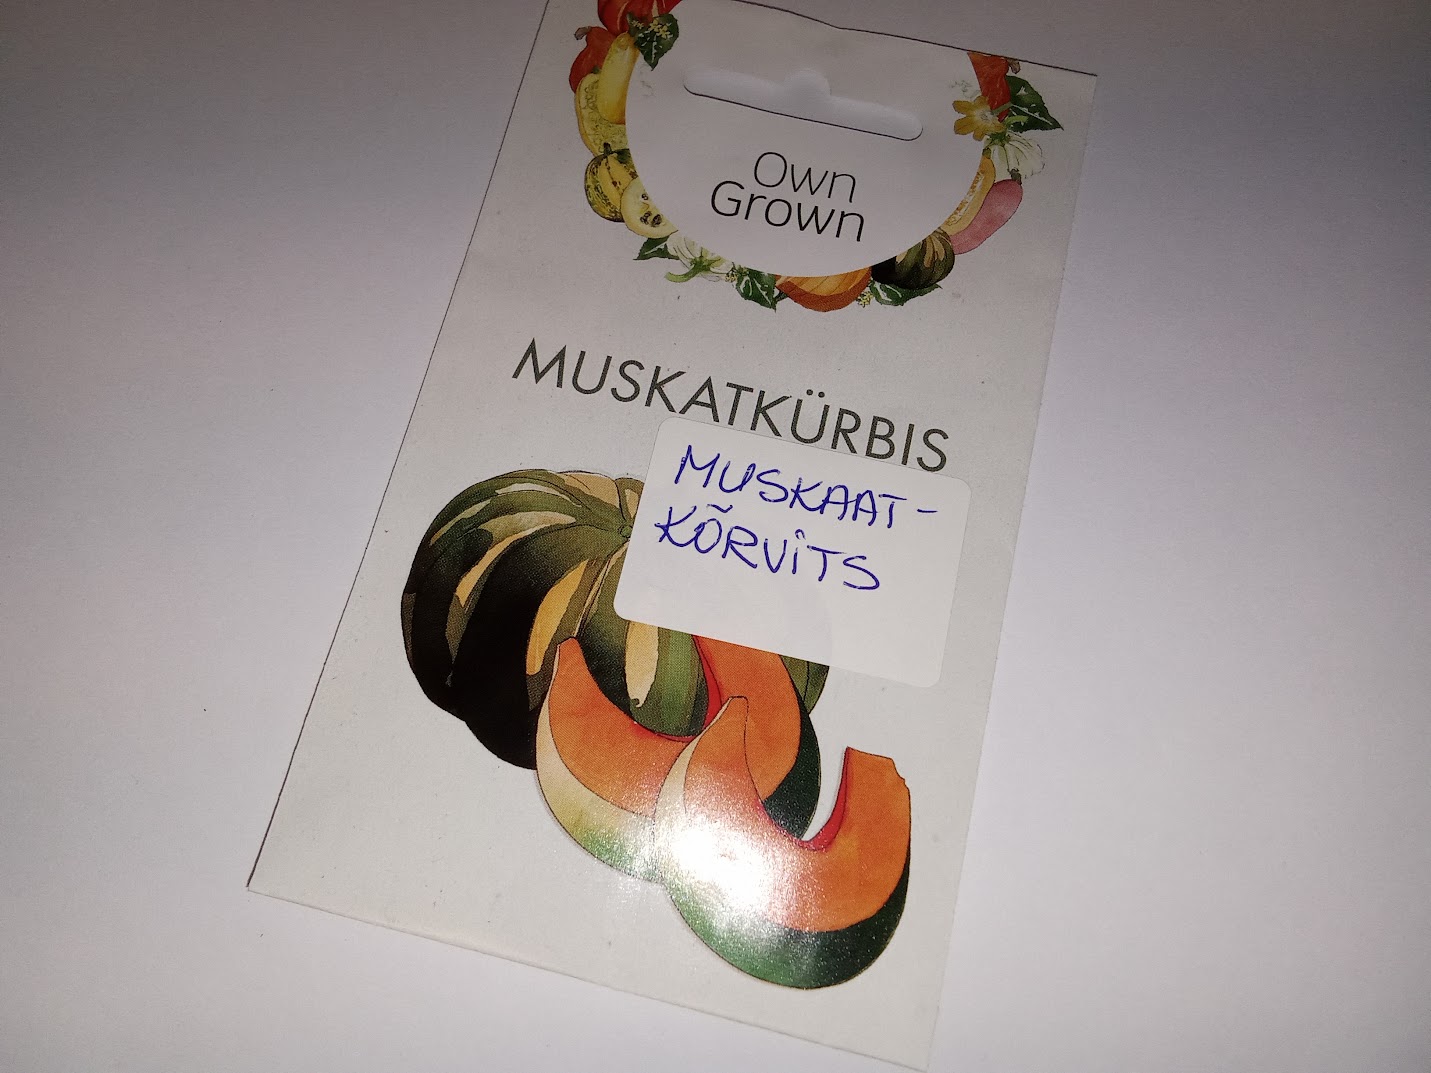 Own
Grown
MUSKATKÜRBIS
MUSKAAT-
KÕRVITS